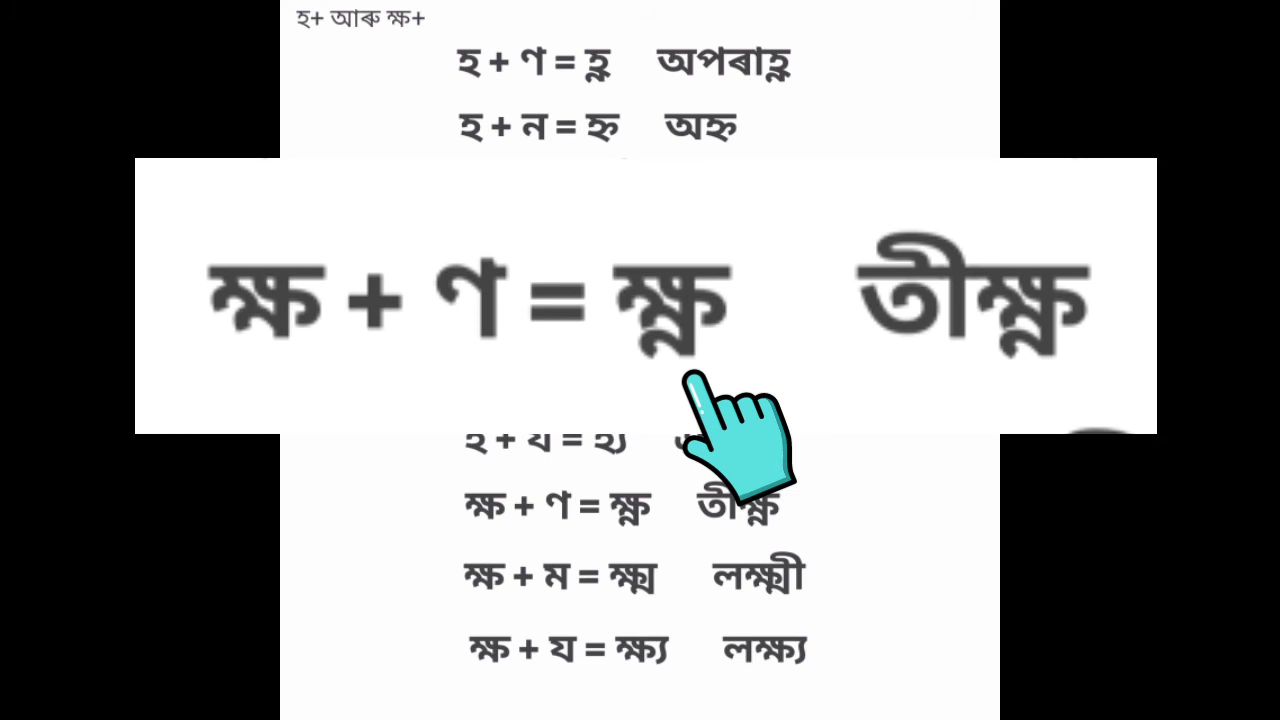 হ+ আৰু ক্ষ+
হ + ণ = হ্ণ অপৰাহ্ণ
হ + ন = হ্ন অহ্ন
ক্ষ + ণ = ক্ষ্ণ তীক্ষ্ণ
হ + য = হ্য
ক্ষ + ণ = ক্ষ্ণ তীক্ষ্ণ
ক্ষ + ম = ক্ষ্ম লক্ষ্মী
ক্ষ + য = ক্ষ্য লক্ষ্য